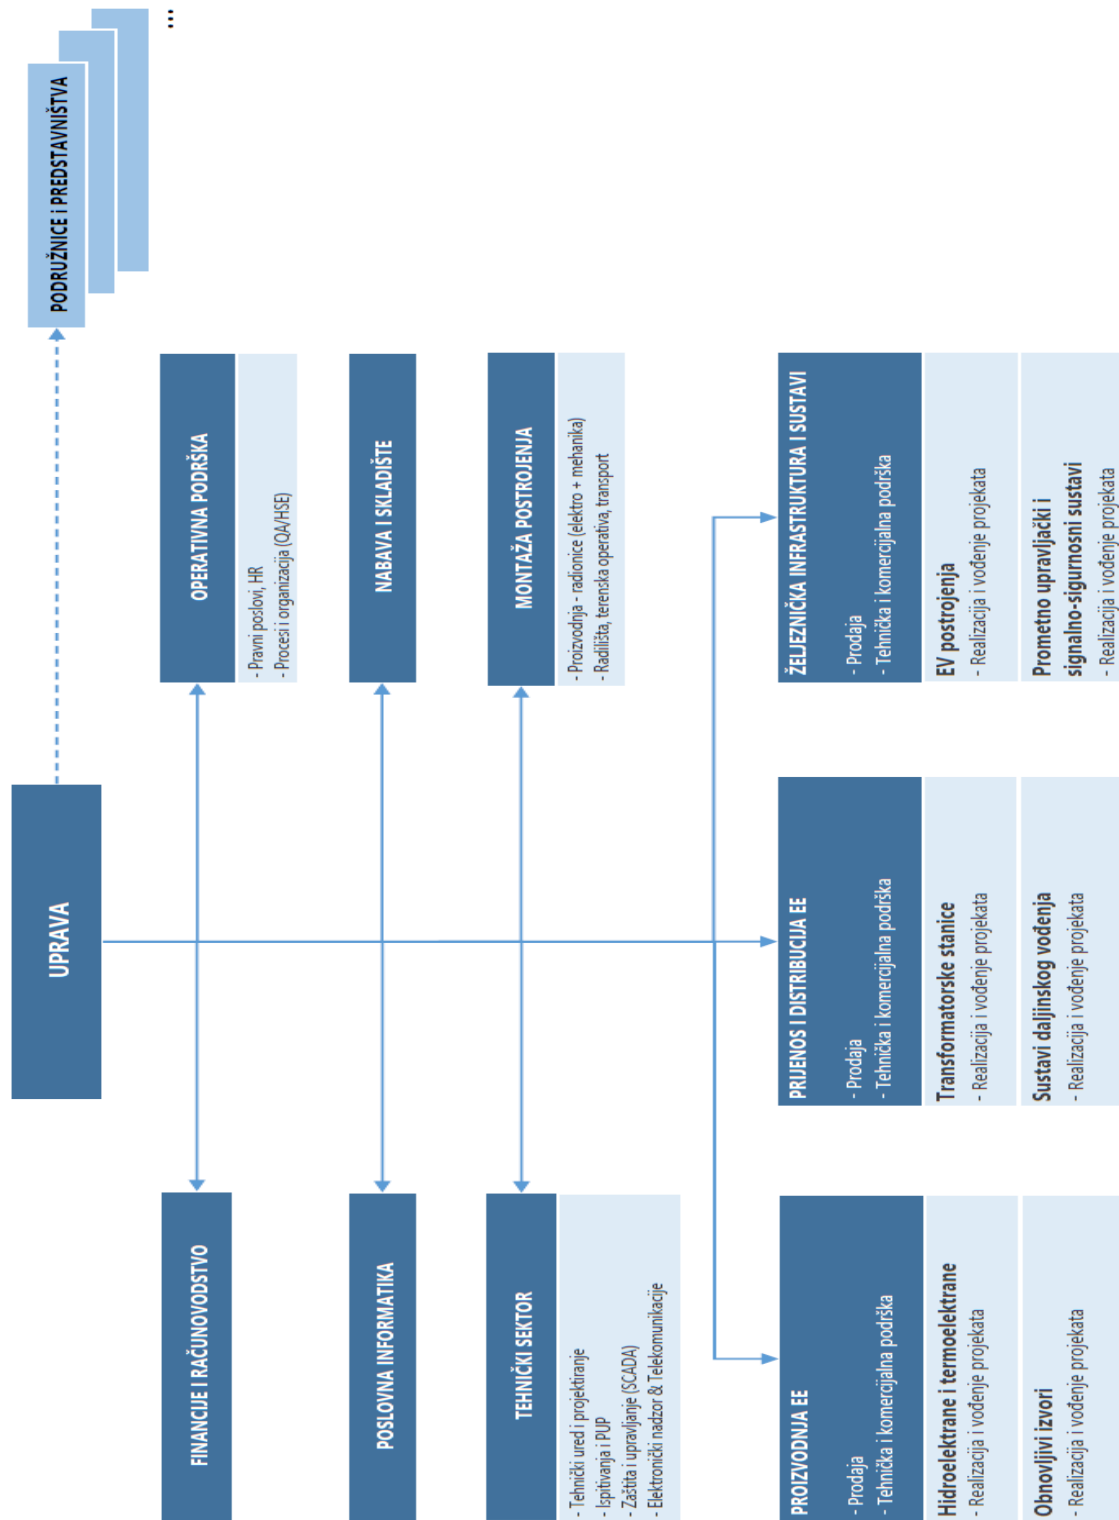 UPRAVA
PODRUŽNICE i PREDSTAVNIŠTVA
...
FINANCIJE I RAČUNOVODSTVO
OPERATIVNA PODRŠKA
- Pravni poslovi, HR
- Procesi i organizacija (QA/HSE)
POSLOVNA INFORMATIKA
NABAVA I SKLADIŠTE
TEHNIČKI SEKTOR
- Tehnički ured i projektiranje
- Ispitivanja i PUP
- Zaštita i upravljanje (SCADA)
- Elektronički nadzor & Telekomunikacije
MONTAŽA POSTROJENJA
- Proizvodnja - radionice (elektro + mehanika)
- Radilišta, terenska operativa, transport
PROIZVODNJA EE
- Prodaja
- Tehnička i komercijalna podrška
Hidroelektrane i termoelektrane
- Realizacija i vođenje projekata
Obnovljivi izvori
- Realizacija i vođenje projekata
PRIJENOS I DISTRIBUCIJA EE
- Prodaja
- Tehnička i komercijalna podrška
Transformatorske stanice
- Realizacija i vođenje projekata
Sustavi daljinskog vođenja
- Realizacija i vođenje projekata
ŽELJEZNIČKA INFRASTRUKTURA I SUSTAVI
- Prodaja
- Tehnička i komercijalna podrška
EV postrojenja
- Realizacija i vođenje projekata
Prometno upravljački i
signalno-sigurnosni sustavi
- Realizacija i vođenje projekata